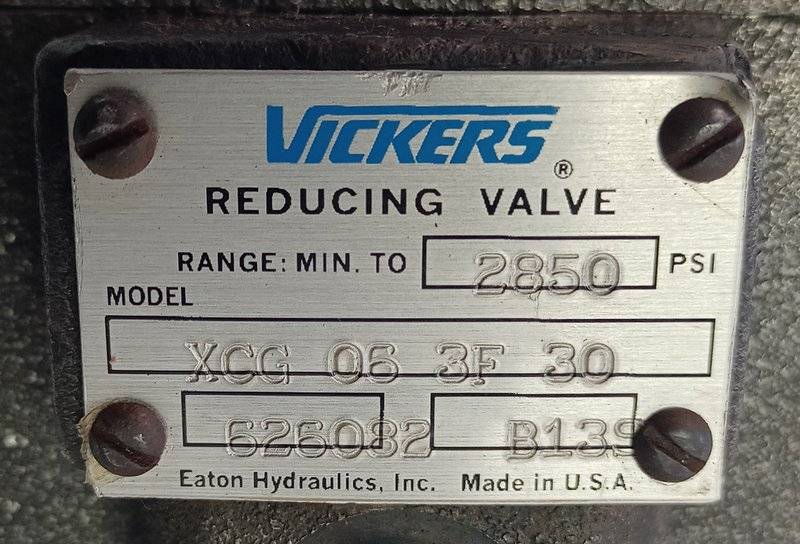 VICKERS®
REDUCING VALVE
RANGE: MIN. TO 2850 PSI
MODEL
XCG 06 3F 30
626082 B139
Eaton Hydraulics, Inc. Made in U.S.A.